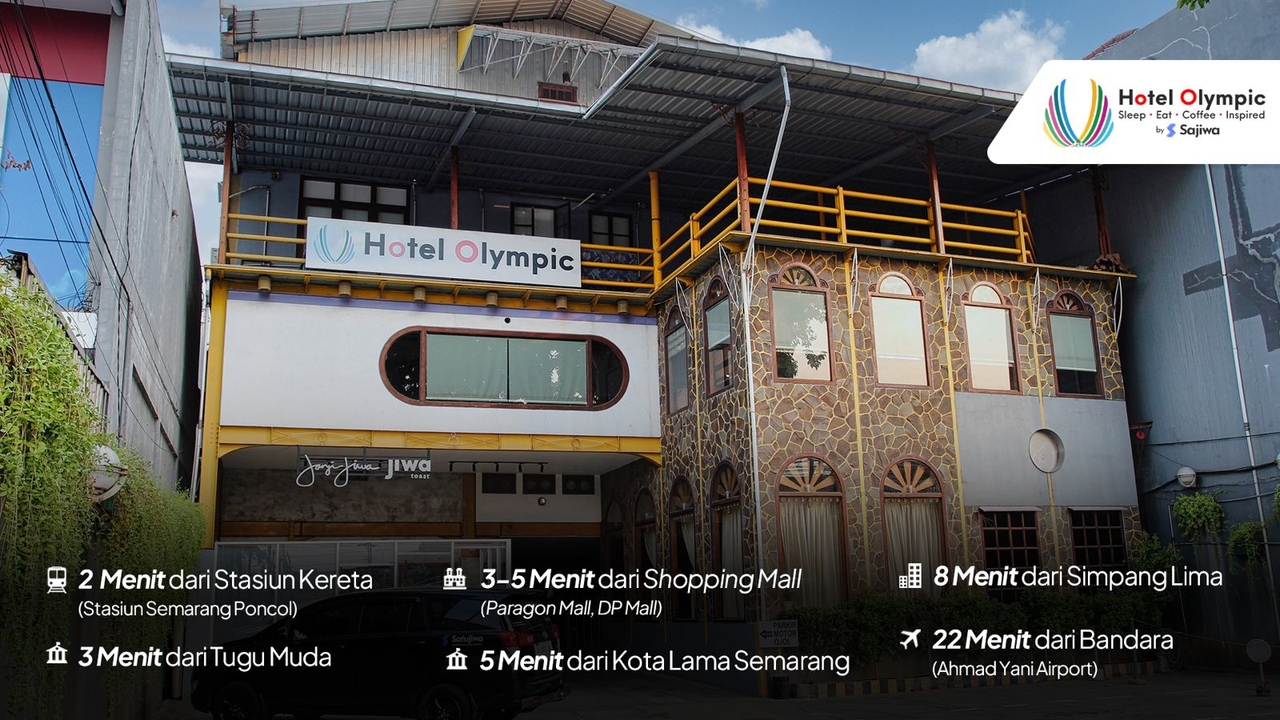 Hotel Olympic
Sleep • Eat • Coffee • Inspired
by Sajiwa
Hotel Olympic
Janji Jiwa JIWA
toast
2 Menit dari Stasiun Kereta
(Stasiun Semarang Poncol)
3 Menit dari Tugu Muda
3-5 Menit dari Shopping Mall
(Paragon Mall, DP Mall)
5 Menit dari Kota Lama Semarang
8 Menit dari Simpang Lima
22 Menit dari Bandara
(Ahmad Yani Airport)
PARKIR
MOTOR